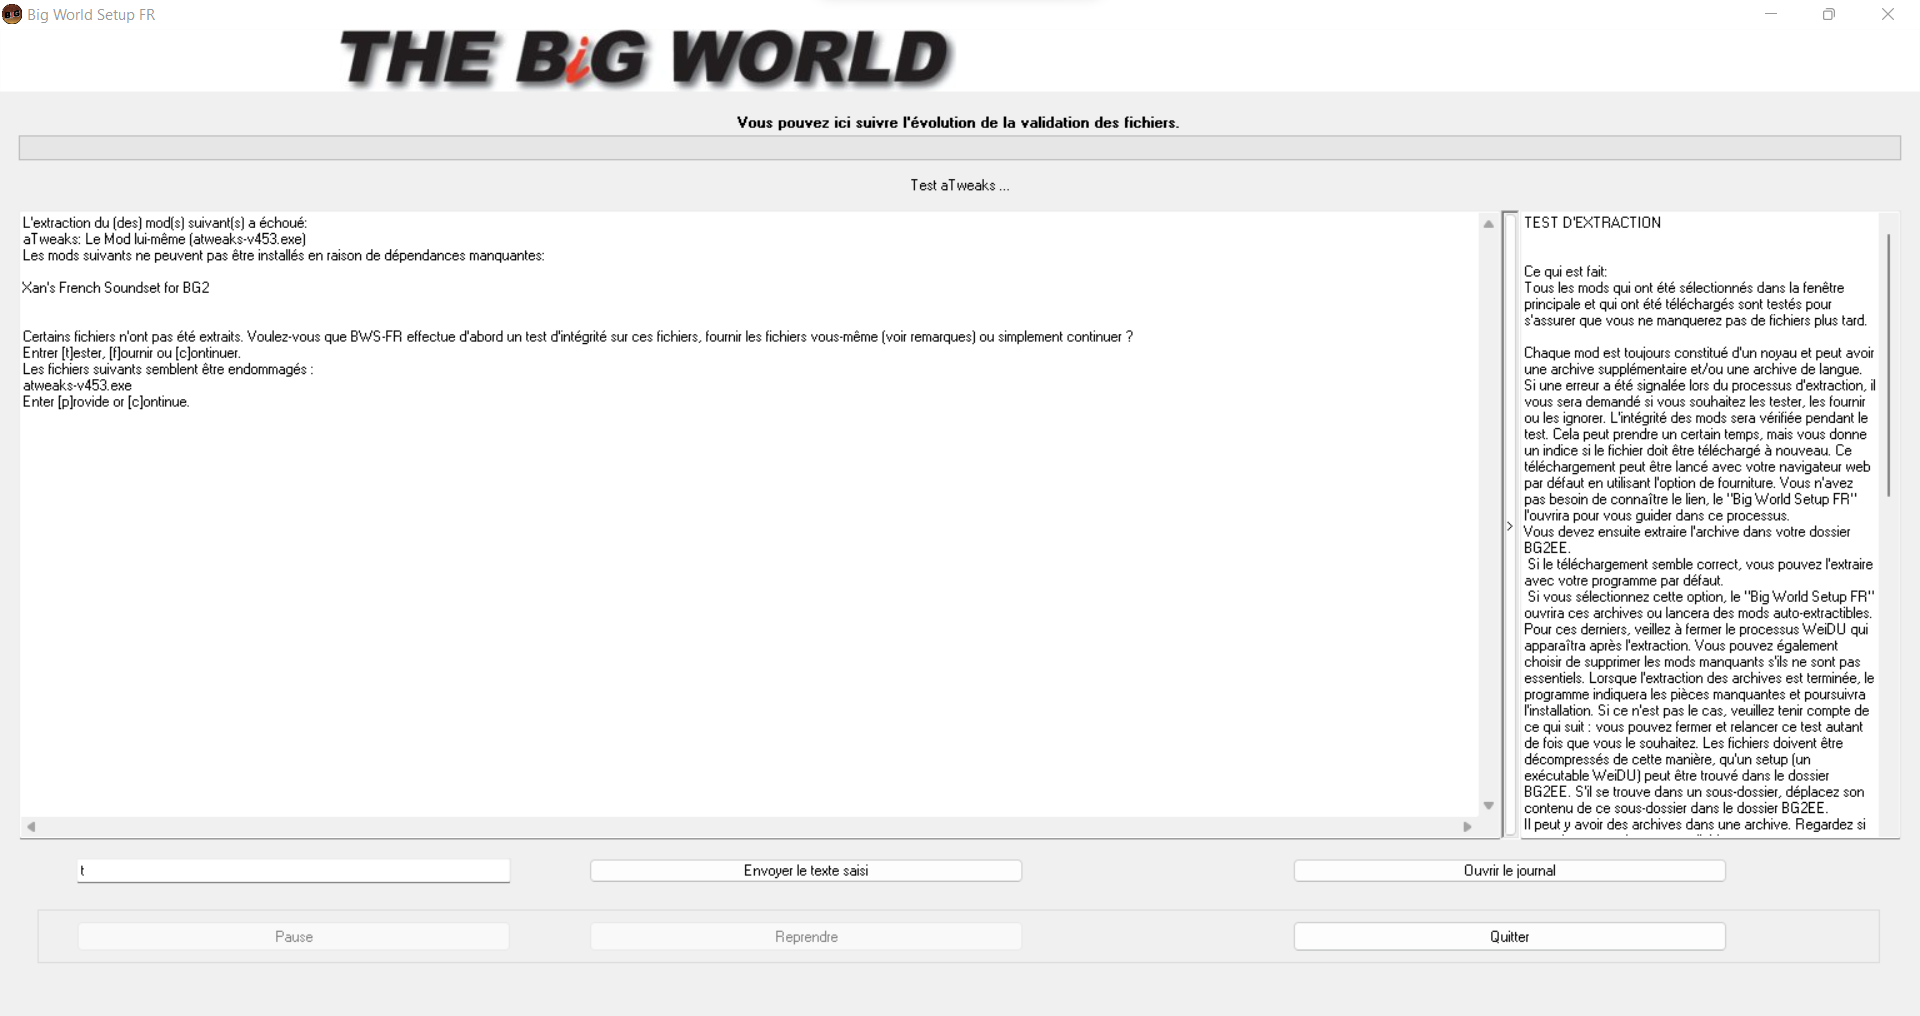 Big World Setup FR
THE BiG WORLD
Vous pouvez ici suivre l'évolution de la validation des fichiers.
Test aTweaks ...
L'extraction du (des) mod(s) suivant(s) a échoué:
aTweaks: Le Mod lui-même (atweaks-v453.exe)
Les mods suivants ne peuvent pas être installés en raison de dépendances manquantes:
Xan's French Soundset for BG2
Certains fichiers n'ont pas été extraits. Voulez-vous que BWS-FR effectue d'abord un test d'intégrité sur ces fichiers, fournir les fichiers vous-même (voir remarques) ou simplement continuer ?
Entrer [t]ester, [f]ournir ou [c]ontinuer.
Les fichiers suivants semblent être endommagés :
atweaks-v453.exe
Enter [p]rovide or [c]ontinue.
TEST D'EXTRACTION
Ce qui est fait:
Tous les mods qui ont été sélectionnés dans la fenêtre
principale et qui ont été téléchargés sont testés pour
s'assurer que vous ne manquerez pas de fichiers plus tard.
Chaque mod est toujours constitué d'un noyau et peut avoir
une archive supplémentaire et/ou une archive de langue.
Si une erreur a été signalée lors du processus d'extraction, il
vous sera demandé si vous souhaitez les tester, les fournir
ou les ignorer. L'intégrité des mods sera vérifiée pendant le
test. Cela peut prendre un certain temps, mais vous donne
un indice si le fichier doit être téléchargé à nouveau. Ce
téléchargement peut être lancé avec votre navigateur web
par défaut en utilisant l'option de fourniture. Vous n'avez
pas besoin de connaître le lien, le "Big World Setup FR"
l'ouvrira pour vous guider dans ce processus.
Vous devez ensuite extraire l'archive dans votre dossier
BG2EE.
Si le téléchargement semble correct, vous pouvez l'extraire
avec votre programme par défaut.
Si vous sélectionnez cette option, le "Big World Setup FR"
ouvrira ces archives ou lancera des mods auto-extractibles.
Pour ces derniers, veillez à fermer le processus WeiDU qui
apparaîtra après l'extraction. Vous pouvez également
choisir de supprimer les mods manquants s'ils ne sont pas
essentiels. Lorsque l'extraction des archives est terminée, le
programme indiquera les pièces manquantes et poursuivra
l'installation. Si ce n'est pas le cas, veuillez tenir compte de
ce qui suit : vous pouvez fermer et relancer ce test autant
de fois que vous le souhaitez. Les fichiers doivent être
décompressés de cette manière, qu'un setup (un
exécutable WeiDU) peut être trouvé dans le dossier
BG2EE. S'il se trouve dans un sous-dossier, déplacez son
contenu de ce sous-dossier dans le dossier BG2EE.
Il peut y avoir des archives dans une archive. Regardez si
t
Envoyer le texte saisi
Ouvrir le journal
Pause
Reprendre
Quitter